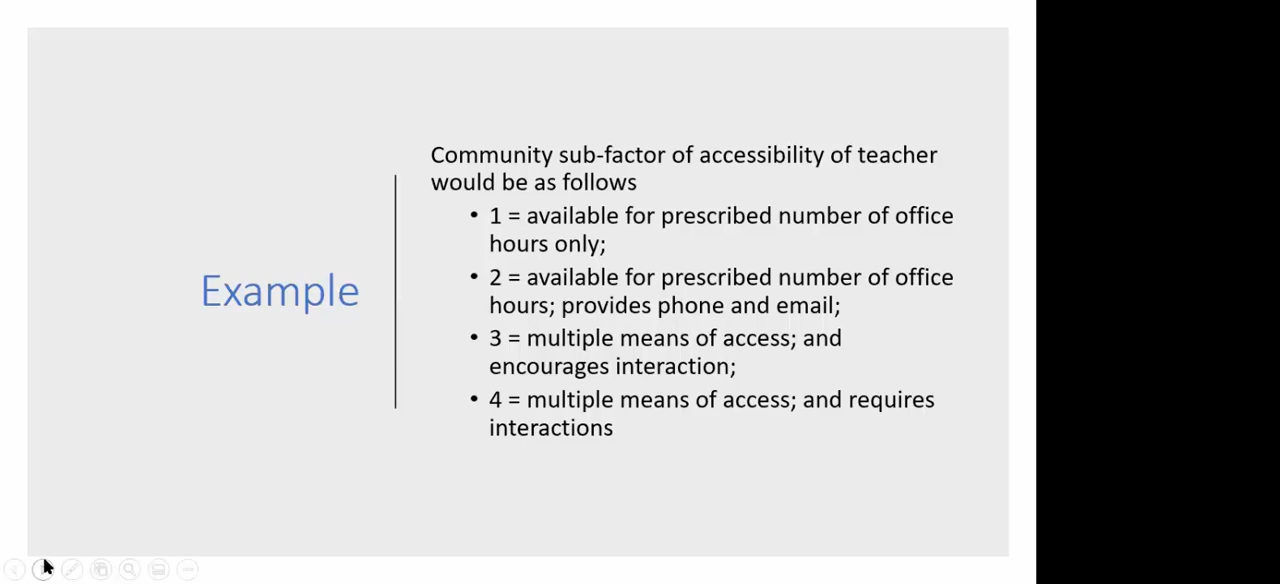 Example
Community sub-factor of accessibility of teacher
would be as follows
• 1 = available for prescribed number of office
hours only;
• 2 = available for prescribed number of office
hours; provides phone and email;
• 3 = multiple means of access; and
encourages interaction;
• 4 = multiple means of access; and requires
interactions